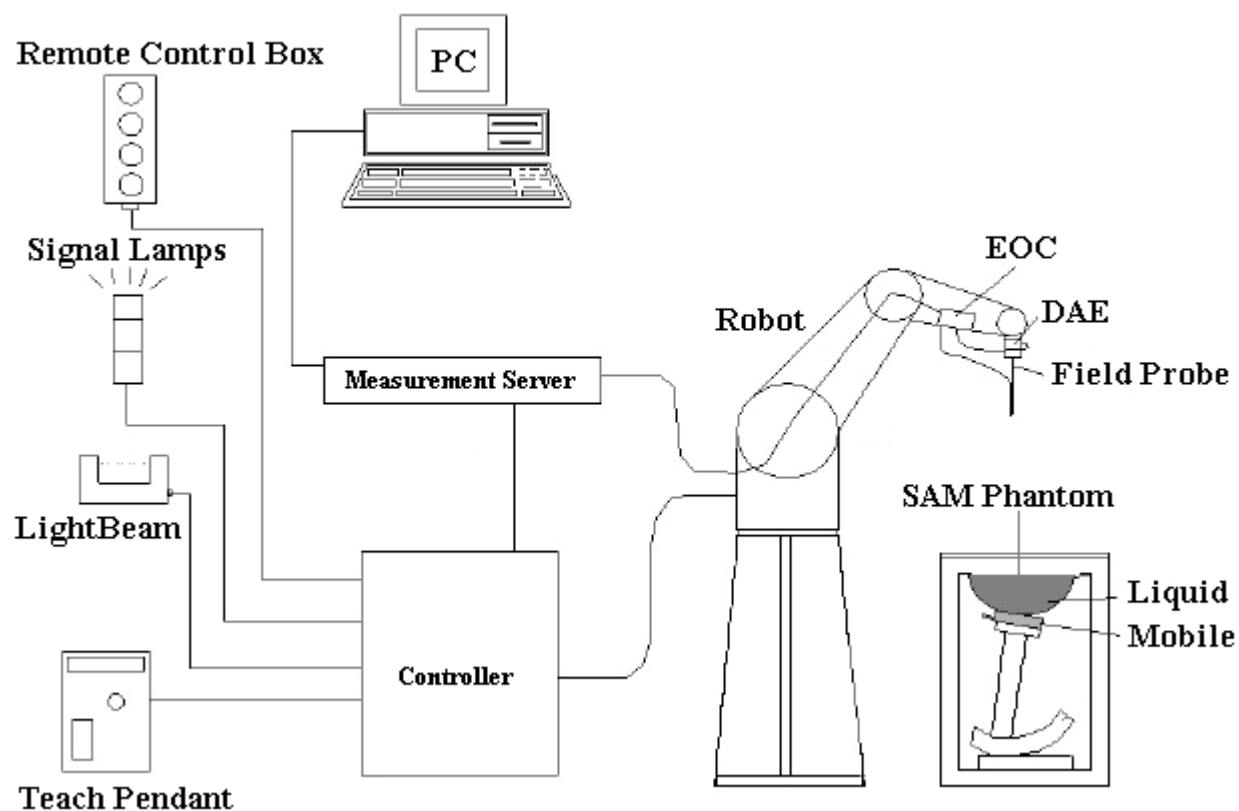 Remote Control Box
PC
Signal Lamps
EOC
Robot
DAE
Measurement Server
Field Probe
LightBeam
SAM Phantom
Liquid
Mobile
Controller
Teach Pendant